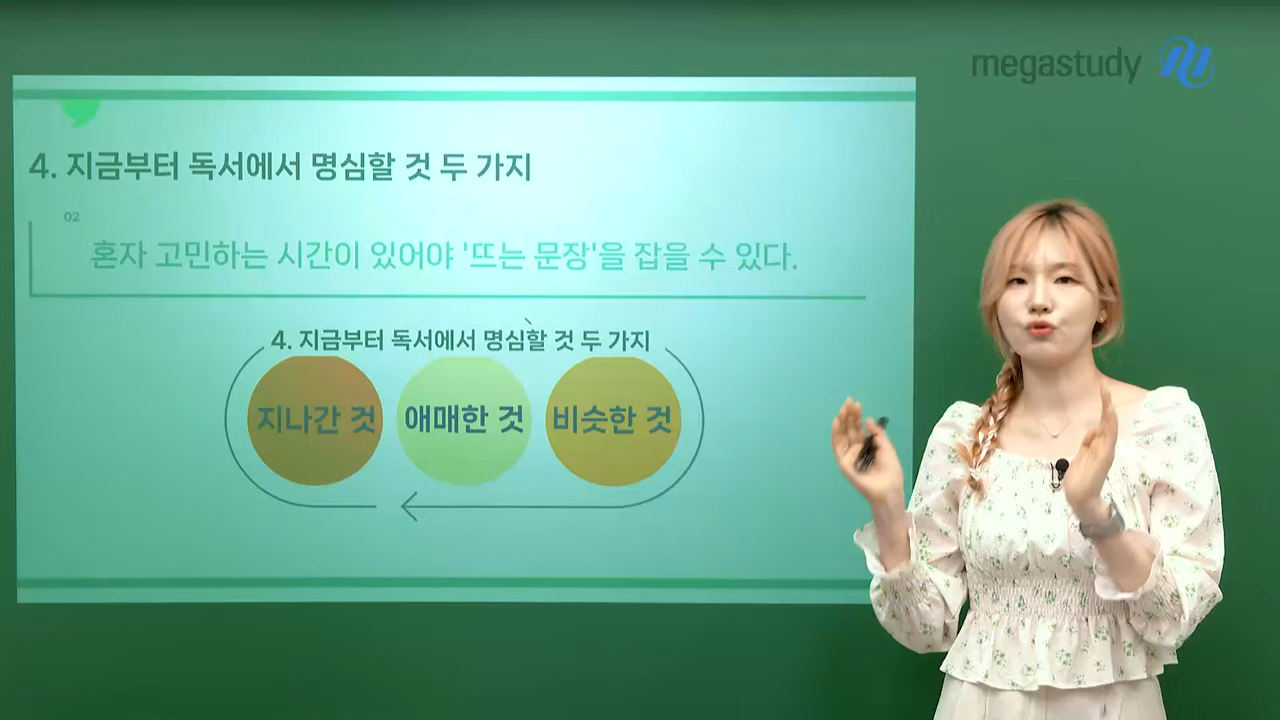 megastudy
4. 지금부터 독서에서 명심할 것 두 가지
02
혼자 고민하는 시간이 있어야 '뜨는 문장'을 잡을 수 있다.
4. 지금부터 독서에서 명심할 것 두 가지
지나간 것 애매한 것 비슷한 것